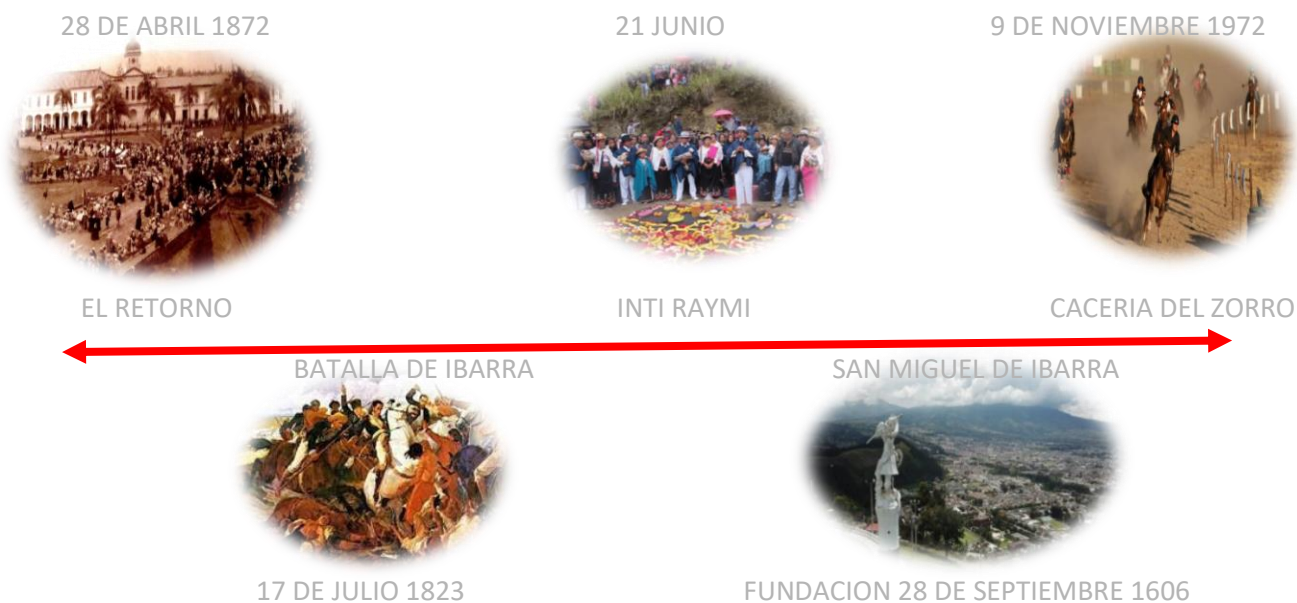 28 DE ABRIL 1872
21 JUNIO
9 DE NOVIEMBRE 1972
EL RETORNO
INTI RAYMI
CACERIA DEL ZORRO
BATALLA DE IBARRA
SAN MIGUEL DE IBARRA
17 DE JULIO 1823
FUNDACION 28 DE SEPTIEMBRE 1606